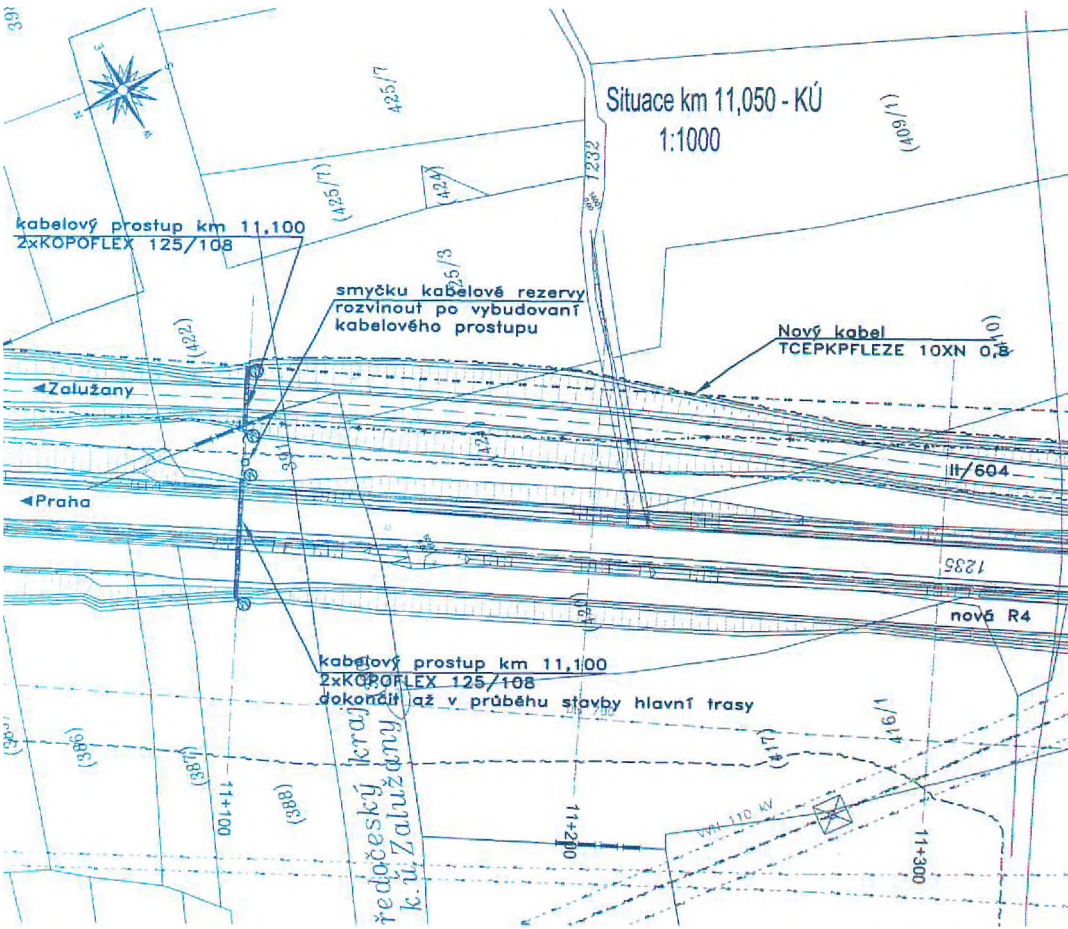 Situace km 11,050 - KÚ
1:1000
E
S
N
W
425/7
(409/1)
1232
(425/7)
(424)
kabelový prostup km 11,100
2xKOPOFLEX 125/108
smyčku kabelové rezervy
rozvinout po vybudovaní
kabelového prostupu
Nový kabel
TCEPKPFLEZE 10XN 0,8
(422)
Zalužany
II/604
Praha
1235
nová R4
kabelový prostup km 11,100
2xKOPOFLEX 125/108
dokončit až v průběhu stavby hlavní trasy
416/1
(417)
(386)
(387)
(388)
11+100
ředočeský kraj
k.ú.Zalužany
11+200
VVN 110 kV
11+300